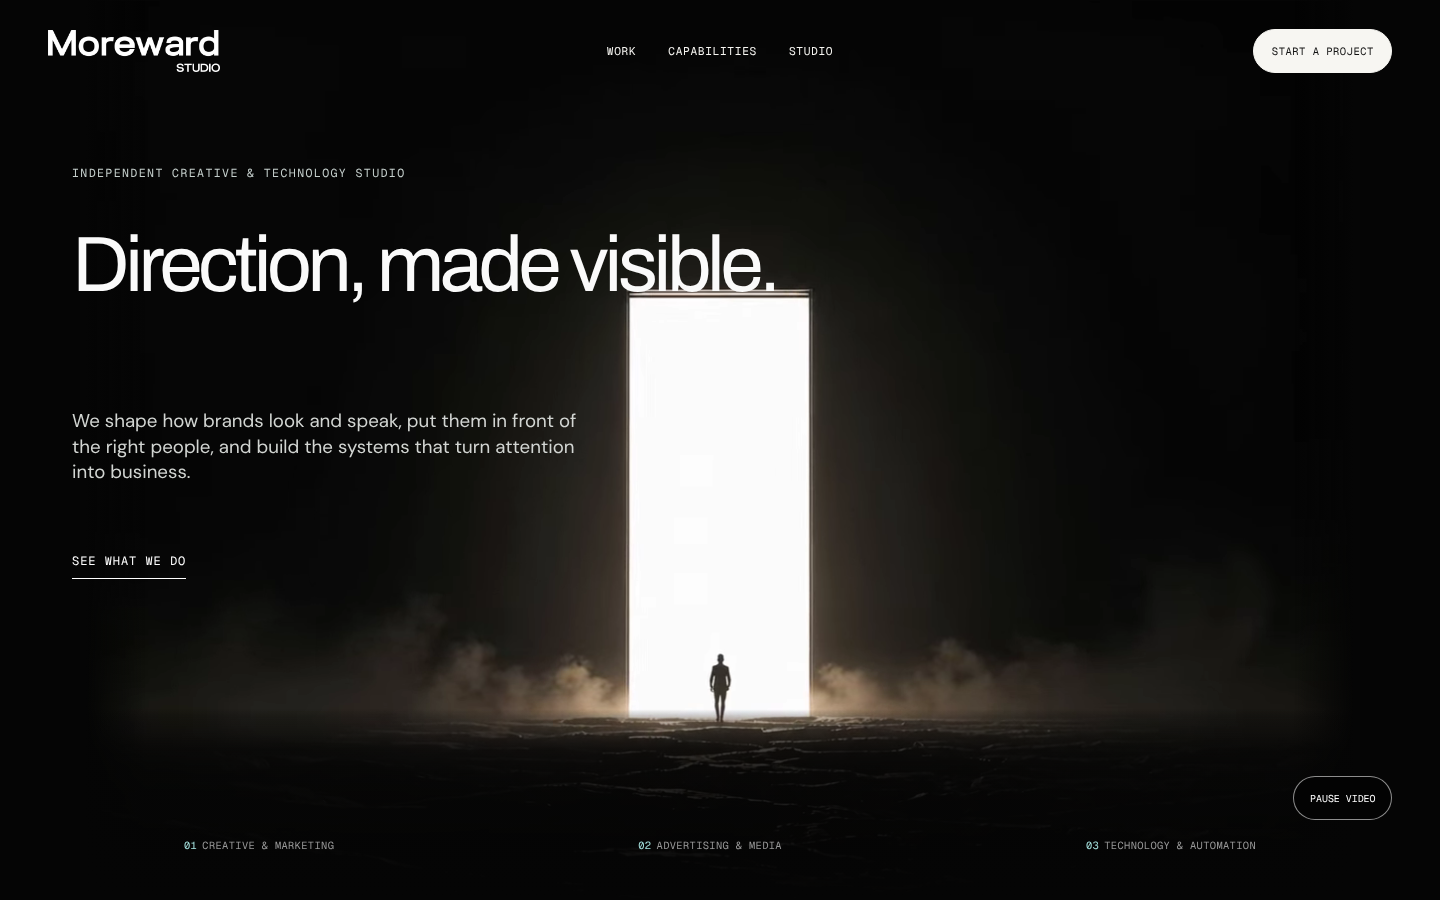 Moreward
STUDIO
WORK
CAPABILITIES
STUDIO
START A PROJECT
INDEPENDENT CREATIVE & TECHNOLOGY STUDIO
Direction, made visible.
We shape how brands look and speak, put them in front of
the right people, and build the systems that turn attention
into business.
SEE WHAT WE DO
PAUSE VIDEO
01 CREATIVE & MARKETING
02 ADVERTISING & MEDIA
03 TECHNOLOGY & AUTOMATION